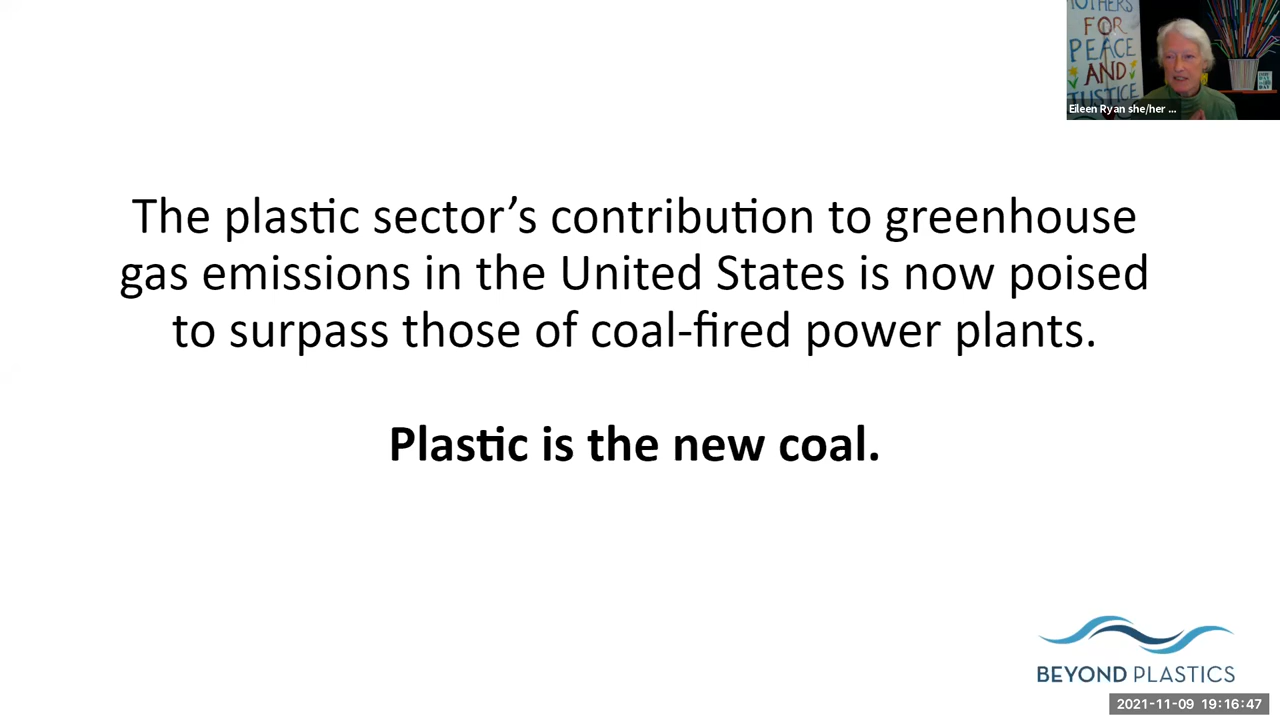 MOTHERS
FOR
PEACE
AND
JUSTICE
Eileen Ryan she/her ...
The plastic sector’s contribution to greenhouse
gas emissions in the United States is now poised
to surpass those of coal-fired power plants.
Plastic is the new coal.
BEYOND PLASTICS
2021-11-09 19:16:47